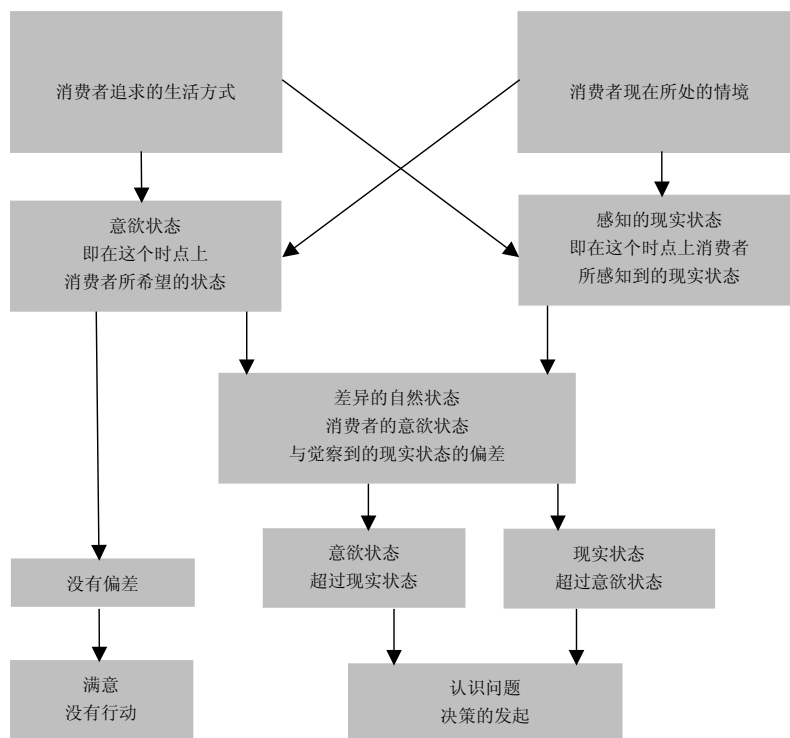 消费者追求的生活方式
消费者现在所处的情境
意欲状态
即在这个时点上
消费者所希望的状态
感知的现实状态
即在这个时点上消费者
所感知到的现实状态
差异的自然状态
消费者的意欲状态
与觉察到的现实状态的偏差
没有偏差
意欲状态
超过现实状态
现实状态
超过意欲状态
满意
没有行动
认识问题
决策的发起